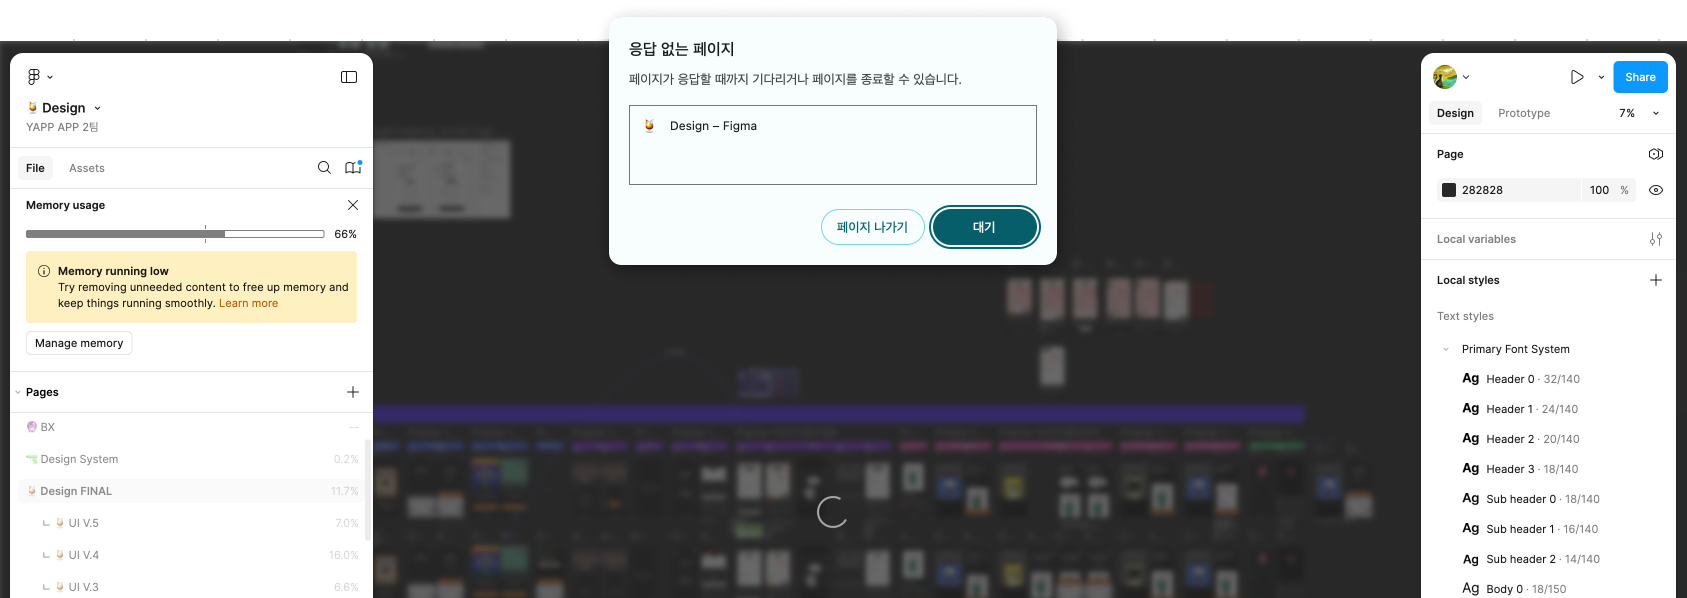 응답 없는 페이지
페이지가 응답할 때까지 기다리거나 페이지를 종료할 수 있습니다.
Design – Figma
페이지 나가기
대기
Design
YAPP APP 2팀
File
Assets
Memory usage
66%
Memory running low
Try removing unneeded content to free up memory and
keep things running smoothly. Learn more
Manage memory
Pages
BX
Design System 0.2%
Design FINAL 11.7%
UI V.5 7.0%
UI V.4 16.0%
UI V.3 6.6%
Share
Design
Prototype
7%
Page
282828 100 %
Local variables
Local styles
Text styles
Primary Font System
Ag Header 0 · 32/140
Ag Header 1 · 24/140
Ag Header 2 · 20/140
Ag Header 3 · 18/140
Ag Sub header 0 · 18/140
Ag Sub header 1 · 16/140
Ag Sub header 2 · 14/140
Ag Body 0 · 18/150